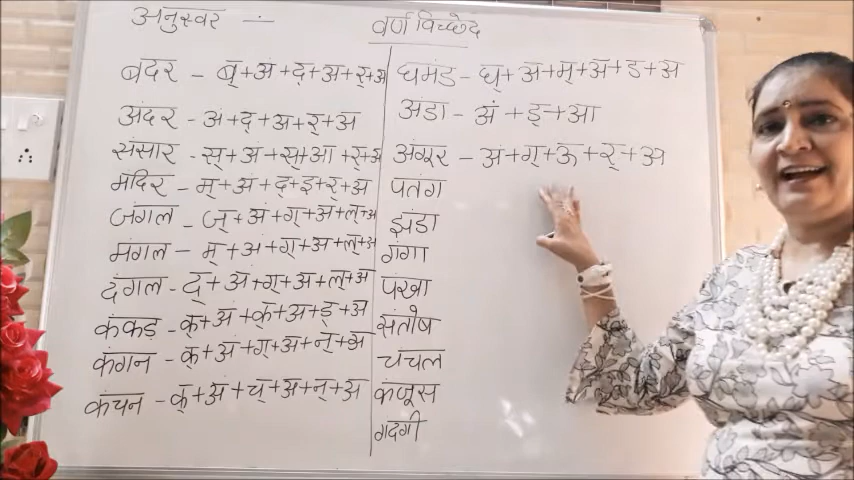 अनुस्वर :—
वर्ण विच्छेद
बंदर - ब्+अं+द्+अ+र्+अ
अंदर - अं+द्+अ+र्+अ
संसार - स्+अं+स्+आ+र्+अ
मंदिर - म्+अं+द्+इ+र्+अ
जंगल - ज्+अं+ग्+अ+ल्+अ
मंगल - म्+अं+ग्+अ+ल्+अ
दंगल - द्+अं+ग्+अ+ल्+अ
कंकड़ - क्+अं+क्+अ+ड़्+अ
कंगन - क्+अं+ग्+अ+न्+अ
कंचन - क्+अं+च्+अ+न्+अ
घमंड - घ्+अ+म्+अं+ड+अ
अंडा - अं+ड्+आ
अंगूर - अं+ग्+ऊ+र्+अ
पतंग
झंडा
गंगा
पंखा
संतोष
चंचल
कंजूस
गंदगी